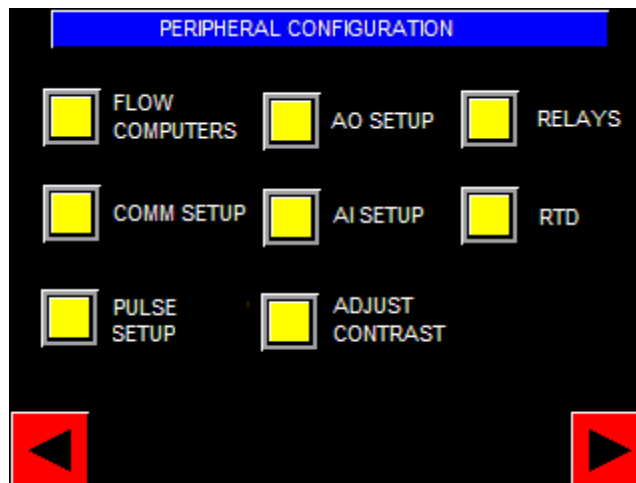 PERIPHERAL CONFIGURATION
FLOW
COMPUTERS
AO SETUP
RELAYS
COMM SETUP
AI SETUP
RTD
PULSE
SETUP
ADJUST
CONTRAST